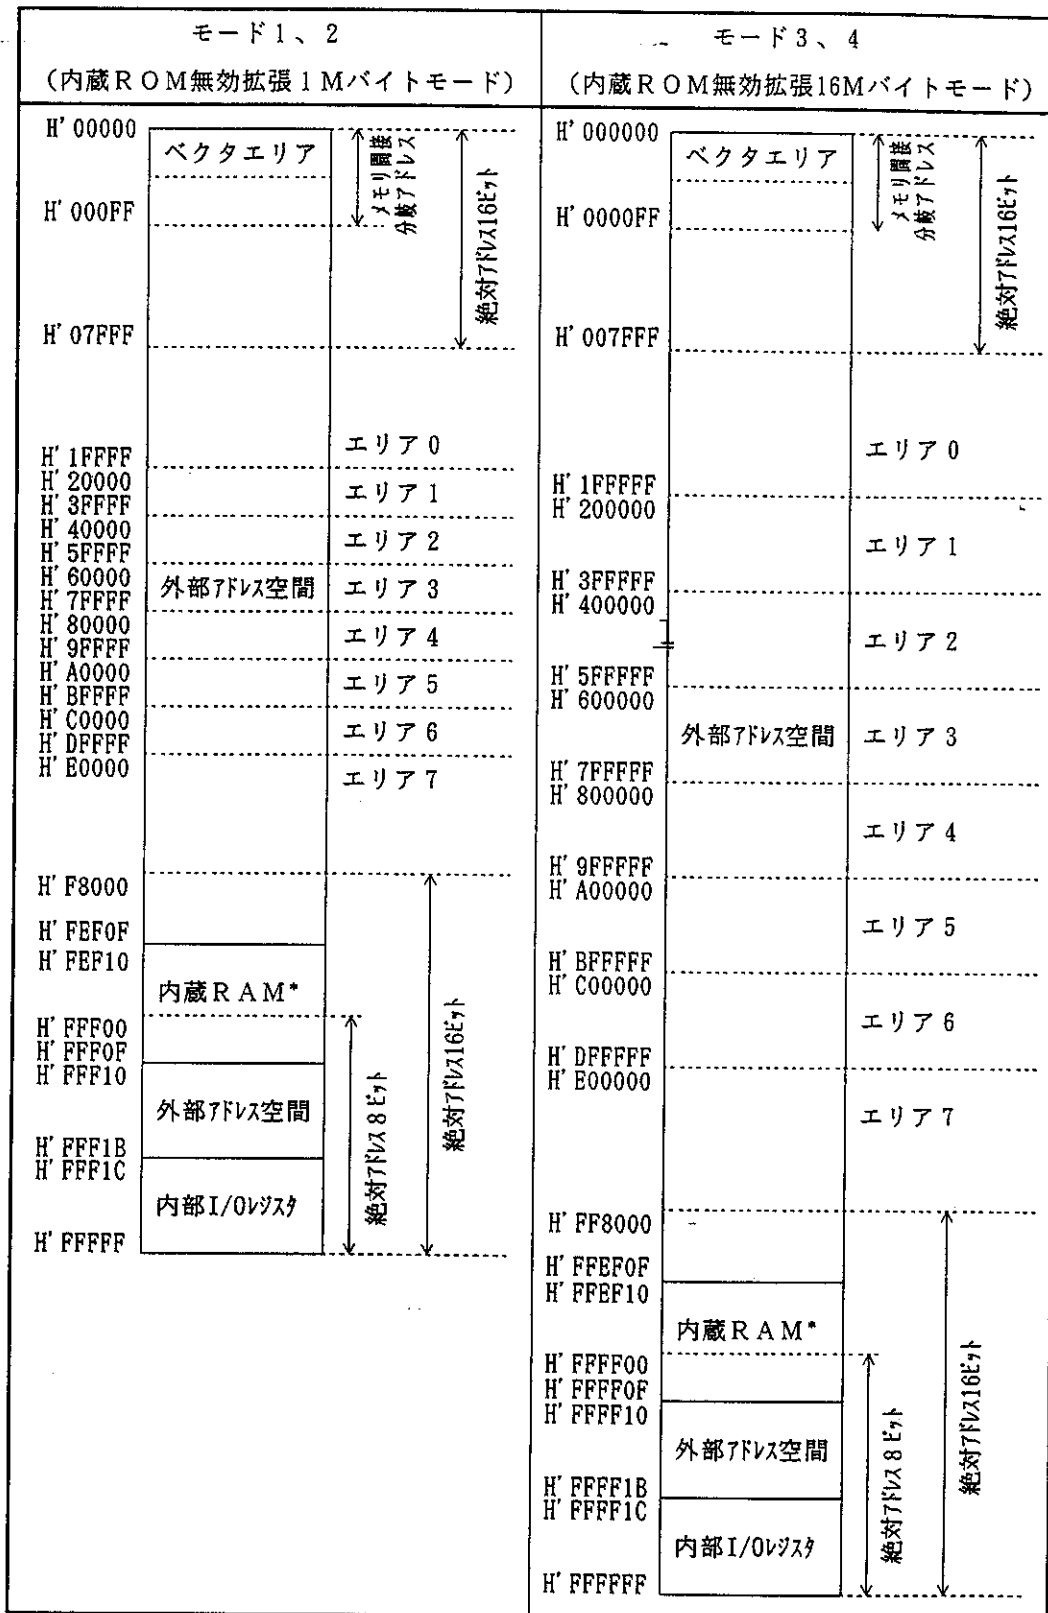 モード1、2
(内蔵ROM無効拡張1Mバイトモード)
H'00000
ベクタエリア
メモリ間接
分岐アドレス
H'000FF
絶対アドレス16ビット
H'07FFF
エリア0
H'1FFFF
H'20000
エリア1
H'3FFFF
H'40000
エリア2
H'5FFFF
H'60000
外部アドレス空間
エリア3
H'7FFFF
H'80000
エリア4
H'9FFFF
H'A0000
エリア5
H'BFFFF
H'C0000
エリア6
H'DFFFF
H'E0000
エリア7
H'F8000
H'FEF0F
H'FEF10
内蔵RAM*
H'FFF00
H'FFF0F
H'FFF10
外部アドレス空間
絶対アドレス8ビット
絶対アドレス16ビット
H'FFF1B
H'FFF1C
内部I/Oレジスタ
H'FFFFF
モード3、4
(内蔵ROM無効拡張16Mバイトモード)
H'000000
ベクタエリア
メモリ間接
分岐アドレス
H'0000FF
絶対アドレス16ビット
H'007FFF
エリア0
H'1FFFFF
H'200000
エリア1
H'3FFFFF
H'400000
エリア2
H'5FFFFF
H'600000
外部アドレス空間
エリア3
H'7FFFFF
H'800000
エリア4
H'9FFFFF
H'A00000
エリア5
H'BFFFFF
H'C00000
エリア6
H'DFFFFF
H'E00000
エリア7
H'FF8000
H'FFEF0F
H'FFEF10
内蔵RAM*
H'FFFF00
H'FFFF0F
H'FFFF10
外部アドレス空間
絶対アドレス8ビット
絶対アドレス16ビット
H'FFFF1B
H'FFFF1C
内部I/Oレジスタ
H'FFFFFF